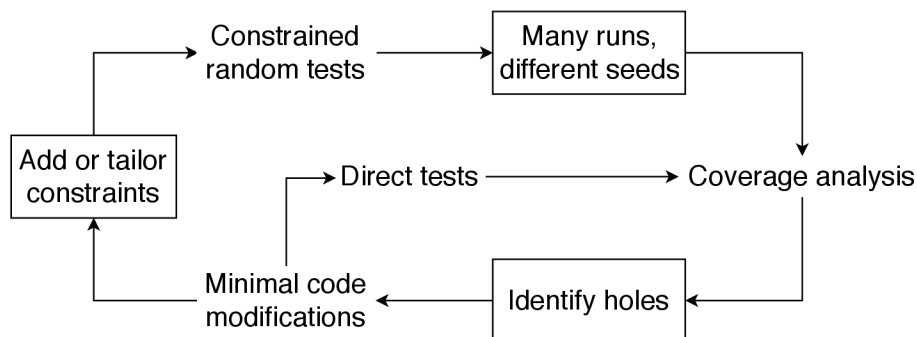 Constrained
random tests
Many runs,
different seeds
Add or tailor
constraints
Direct tests
Coverage analysis
Minimal code
modifications
Identify holes